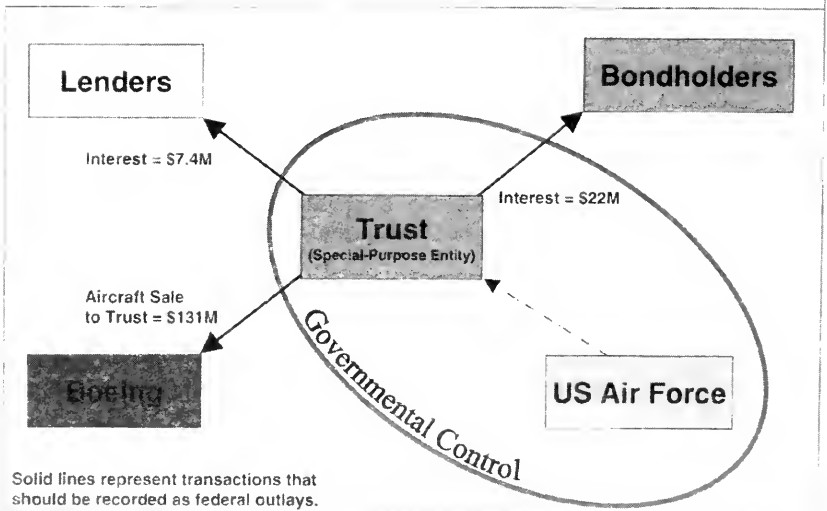 Lenders
Bondholders
Interest = $7.4M
Interest = $22M
Trust
(Special-Purpose Entity)
Aircraft Sale
to Trust = $131M
Boeing
Governmental Control
US Air Force
Solid lines represent transactions that
should be recorded as federal outlays.